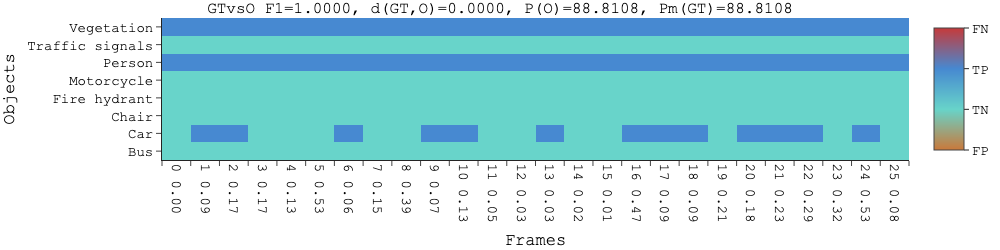 GTvsO F1=1.0000, d(GT,O)=0.0000, P(O)=88.8108, Pm(GT)=88.8108
Objects
Vegetation
Traffic signals
Person
Motorcycle
Fire hydrant
Chair
Car
Bus
0 0.00
1 0.09
2 0.17
3 0.17
4 0.13
5 0.53
6 0.06
7 0.15
8 0.39
9 0.07
10 0.13
11 0.05
12 0.03
13 0.03
14 0.02
15 0.01
16 0.47
17 0.09
18 0.09
19 0.21
20 0.18
21 0.23
22 0.29
23 0.32
24 0.53
25 0.08
Frames
FN
TP
TN
FP